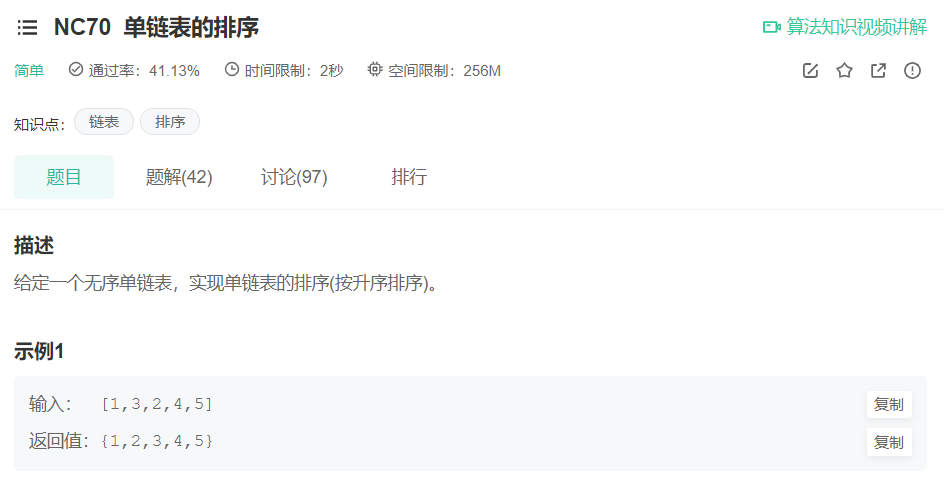 NC70 单链表的排序 算法知识视频讲解
简单 通过率：41.13% 时间限制：2秒 空间限制：256M
知识点： 链表 排序
题目 题解(42) 讨论(97) 排行
描述
给定一个无序单链表，实现单链表的排序(按升序排序)。
示例1
输入： [1,3,2,4,5] 复制
返回值：{1,2,3,4,5} 复制